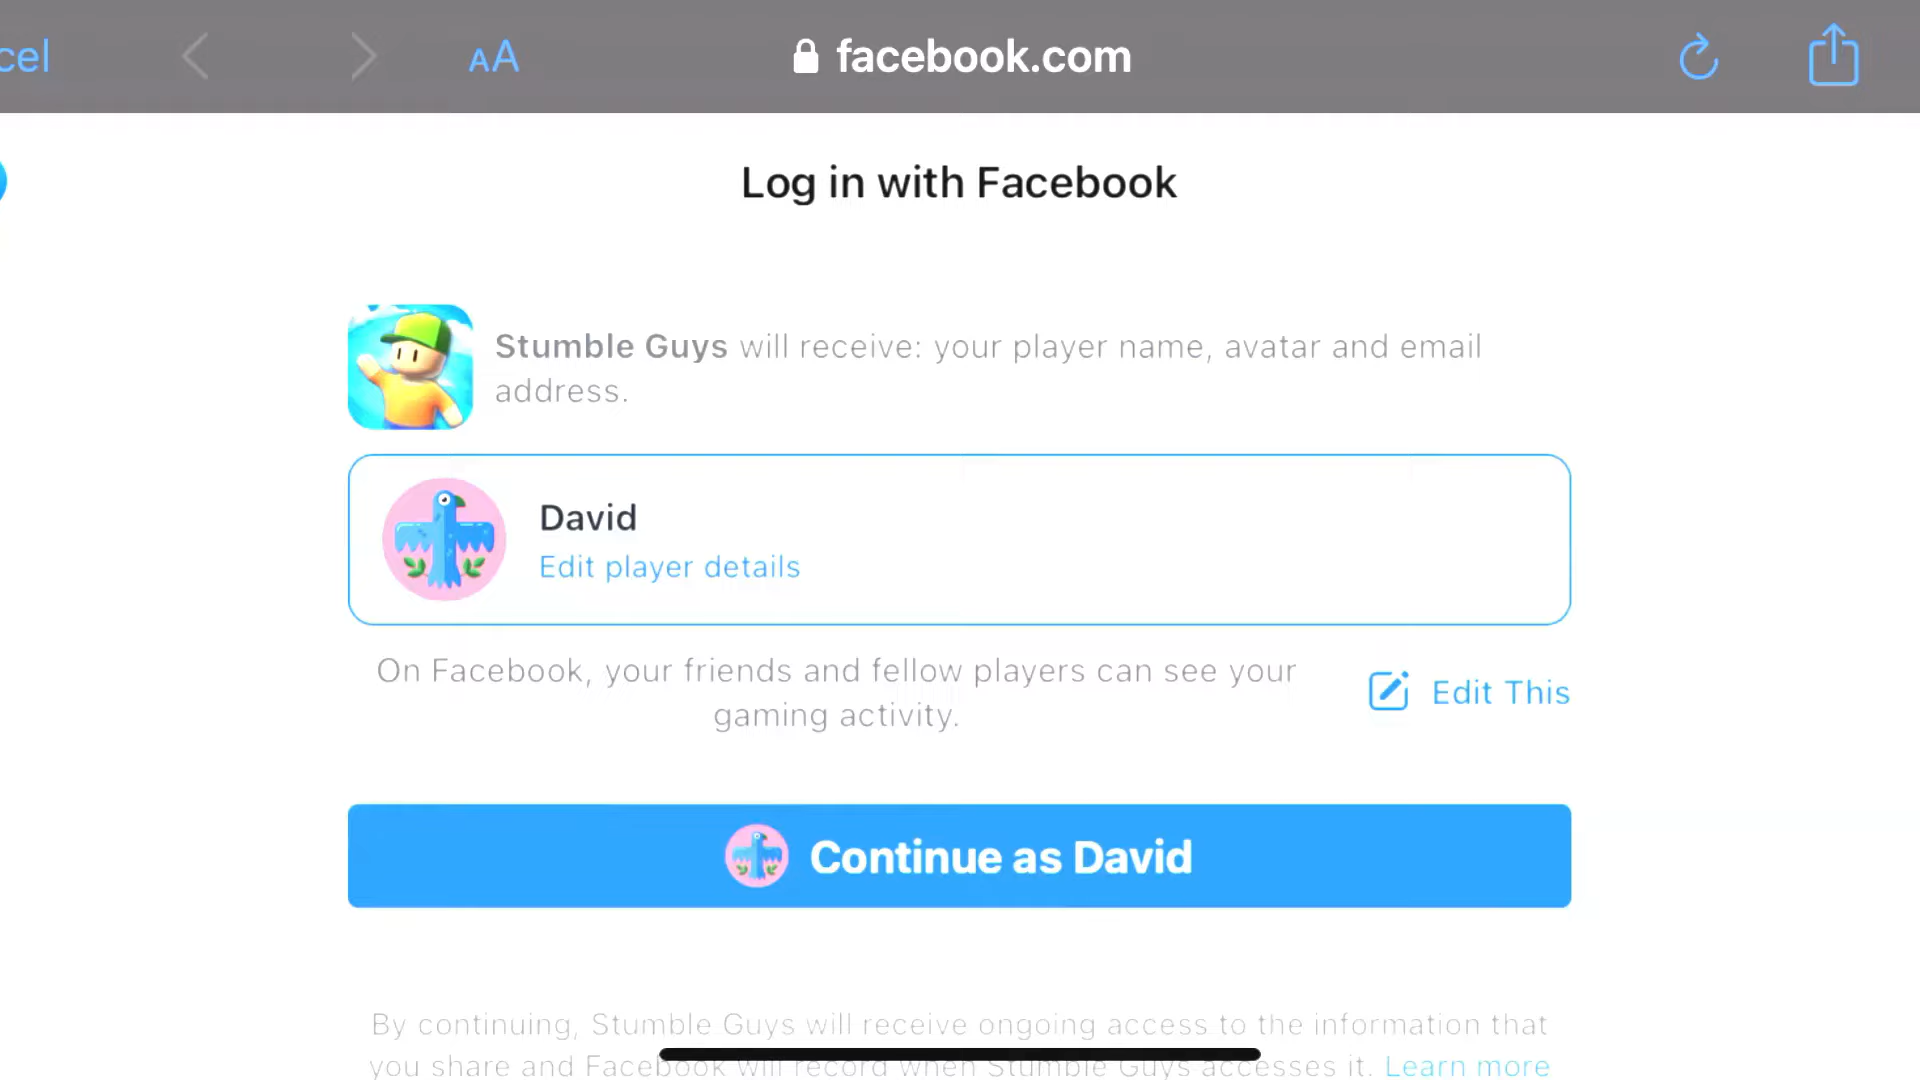 cel
AA
facebook.com
Log in with Facebook
Stumble Guys will receive: your player name, avatar and email
address.
David
Edit player details
On Facebook, your friends and fellow players can see your
gaming activity.
Edit This
Continue as David
By continuing, Stumble Guys will receive ongoing access to the information that
you share and Facebook will record when Stumble Guys accesses it. Learn more